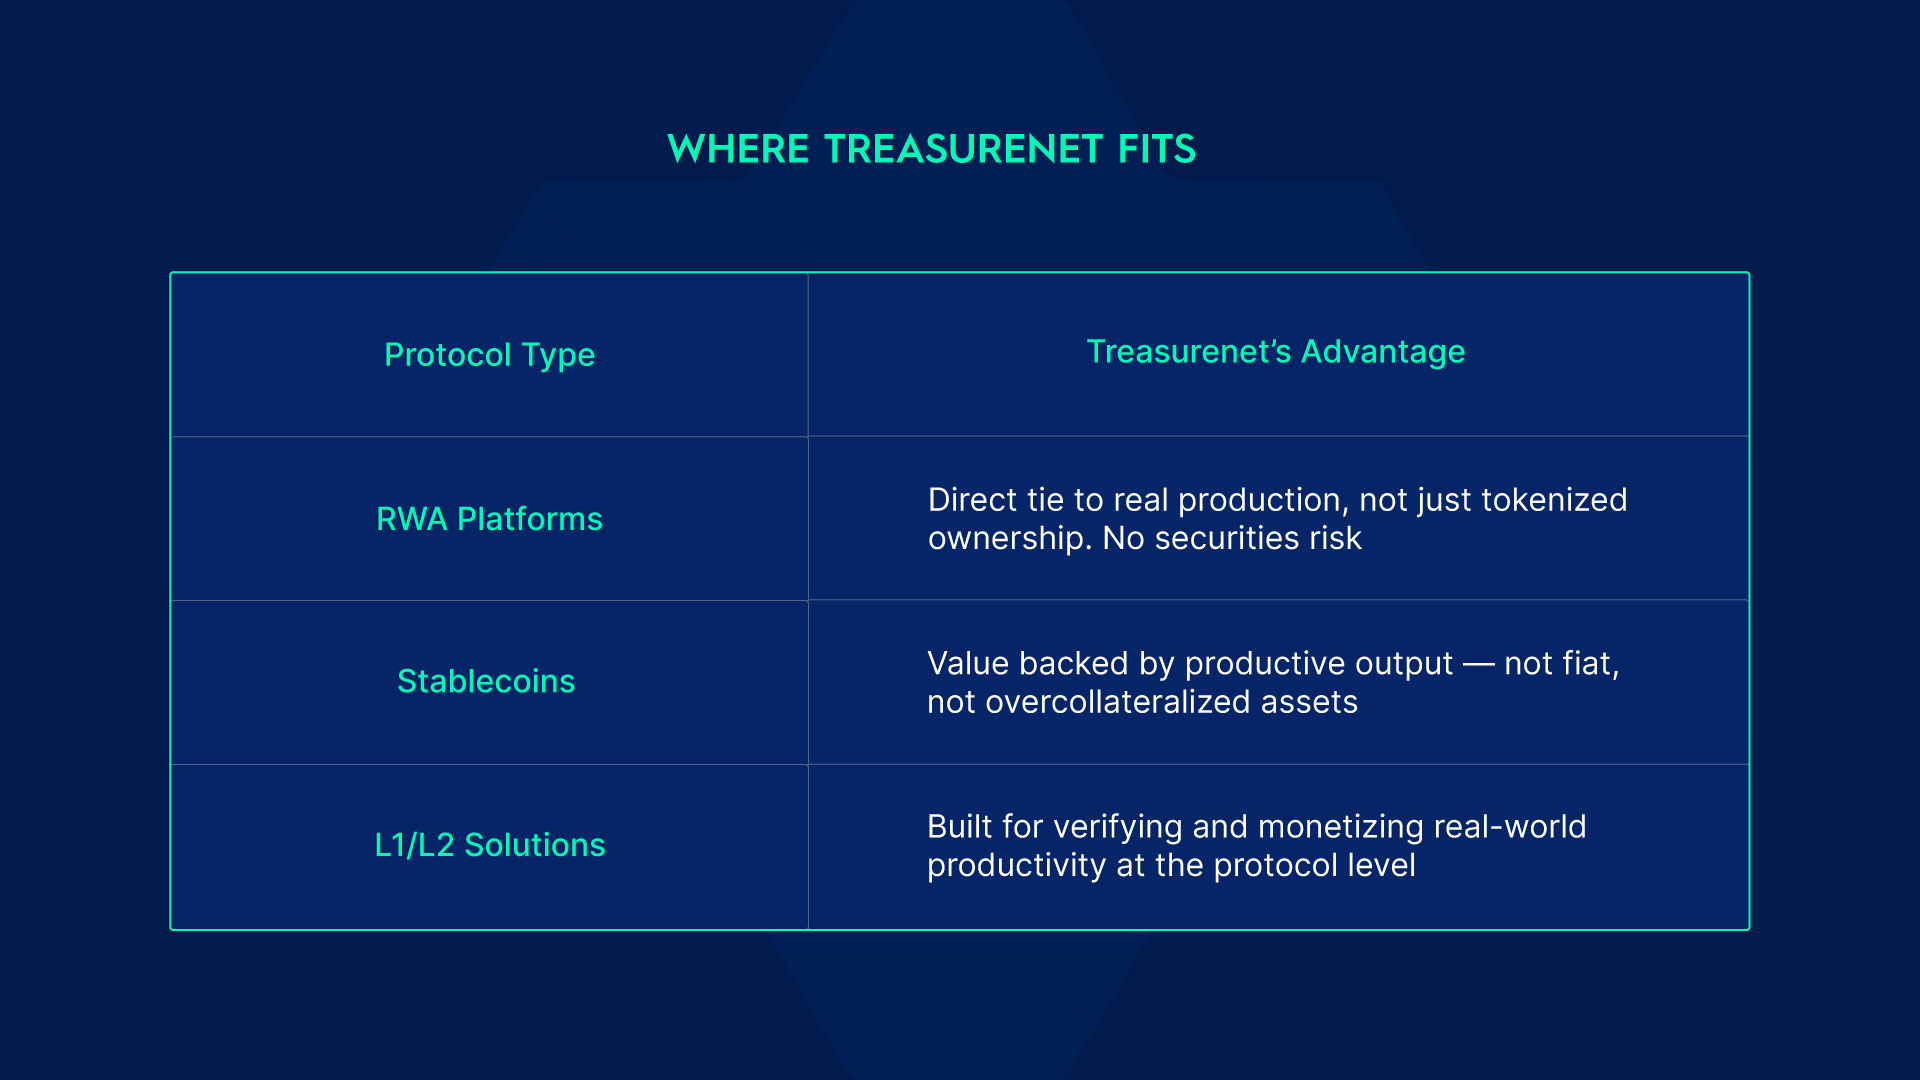 WHERE TREASURENET FITS
Protocol Type
Treasurenet’s Advantage
RWA Platforms
Direct tie to real production, not just tokenized
ownership. No securities risk
Stablecoins
Value backed by productive output — not fiat,
not overcollateralized assets
L1/L2 Solutions
Built for verifying and monetizing real-world
productivity at the protocol level